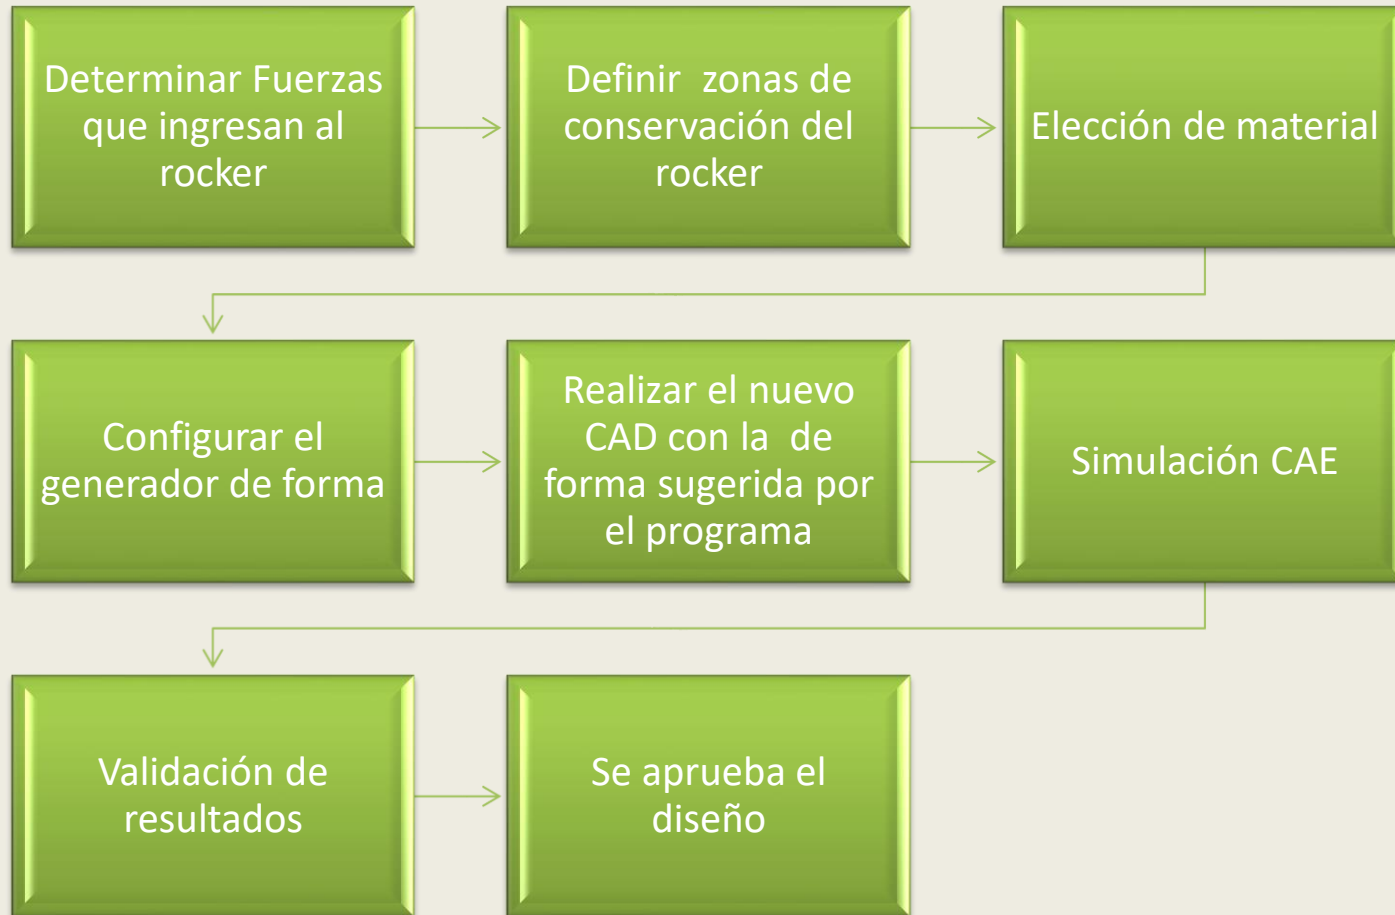 Determinar Fuerzas
que ingresan al
rocker
Definir zonas de
conservación del
rocker
Elección de material
Configurar el
generador de forma
Realizar el nuevo
CAD con la de
forma sugerida por
el programa
Simulación CAE
Validación de
resultados
Se aprueba el
diseño